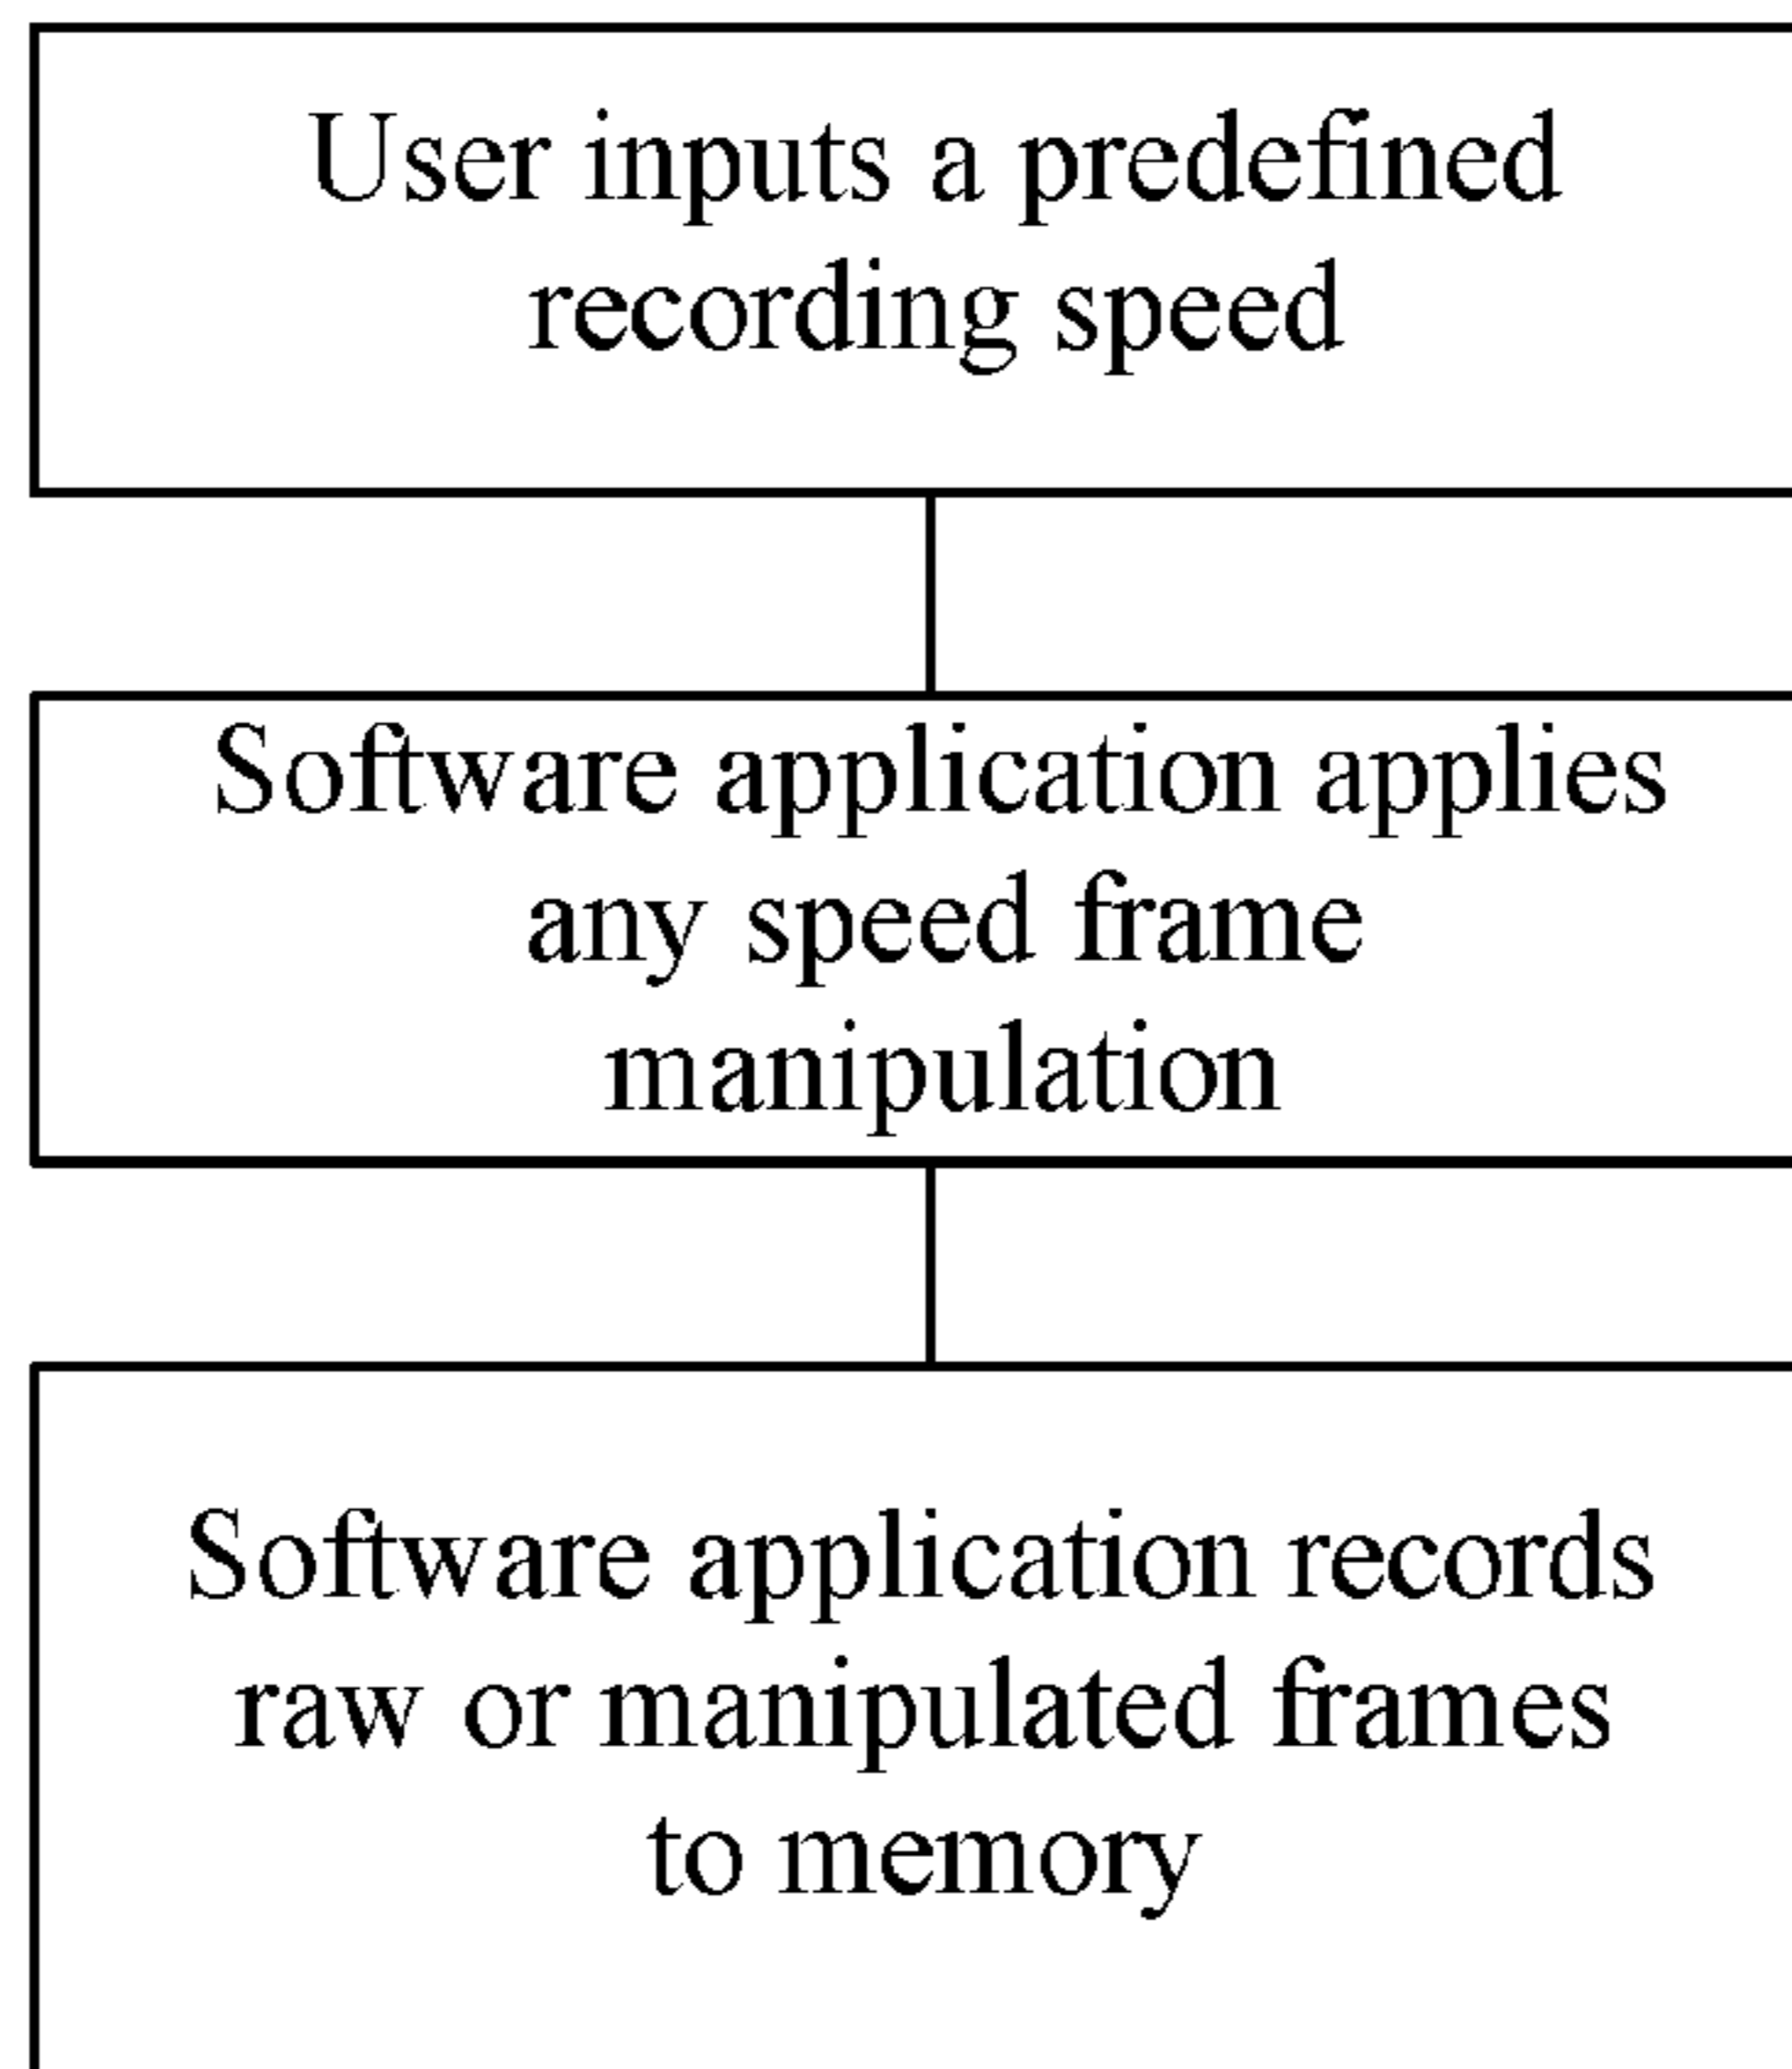 User inputs a predefined
recording speed
Software application applies
any speed frame
manipulation
Software application records
raw or manipulated frames
to memory